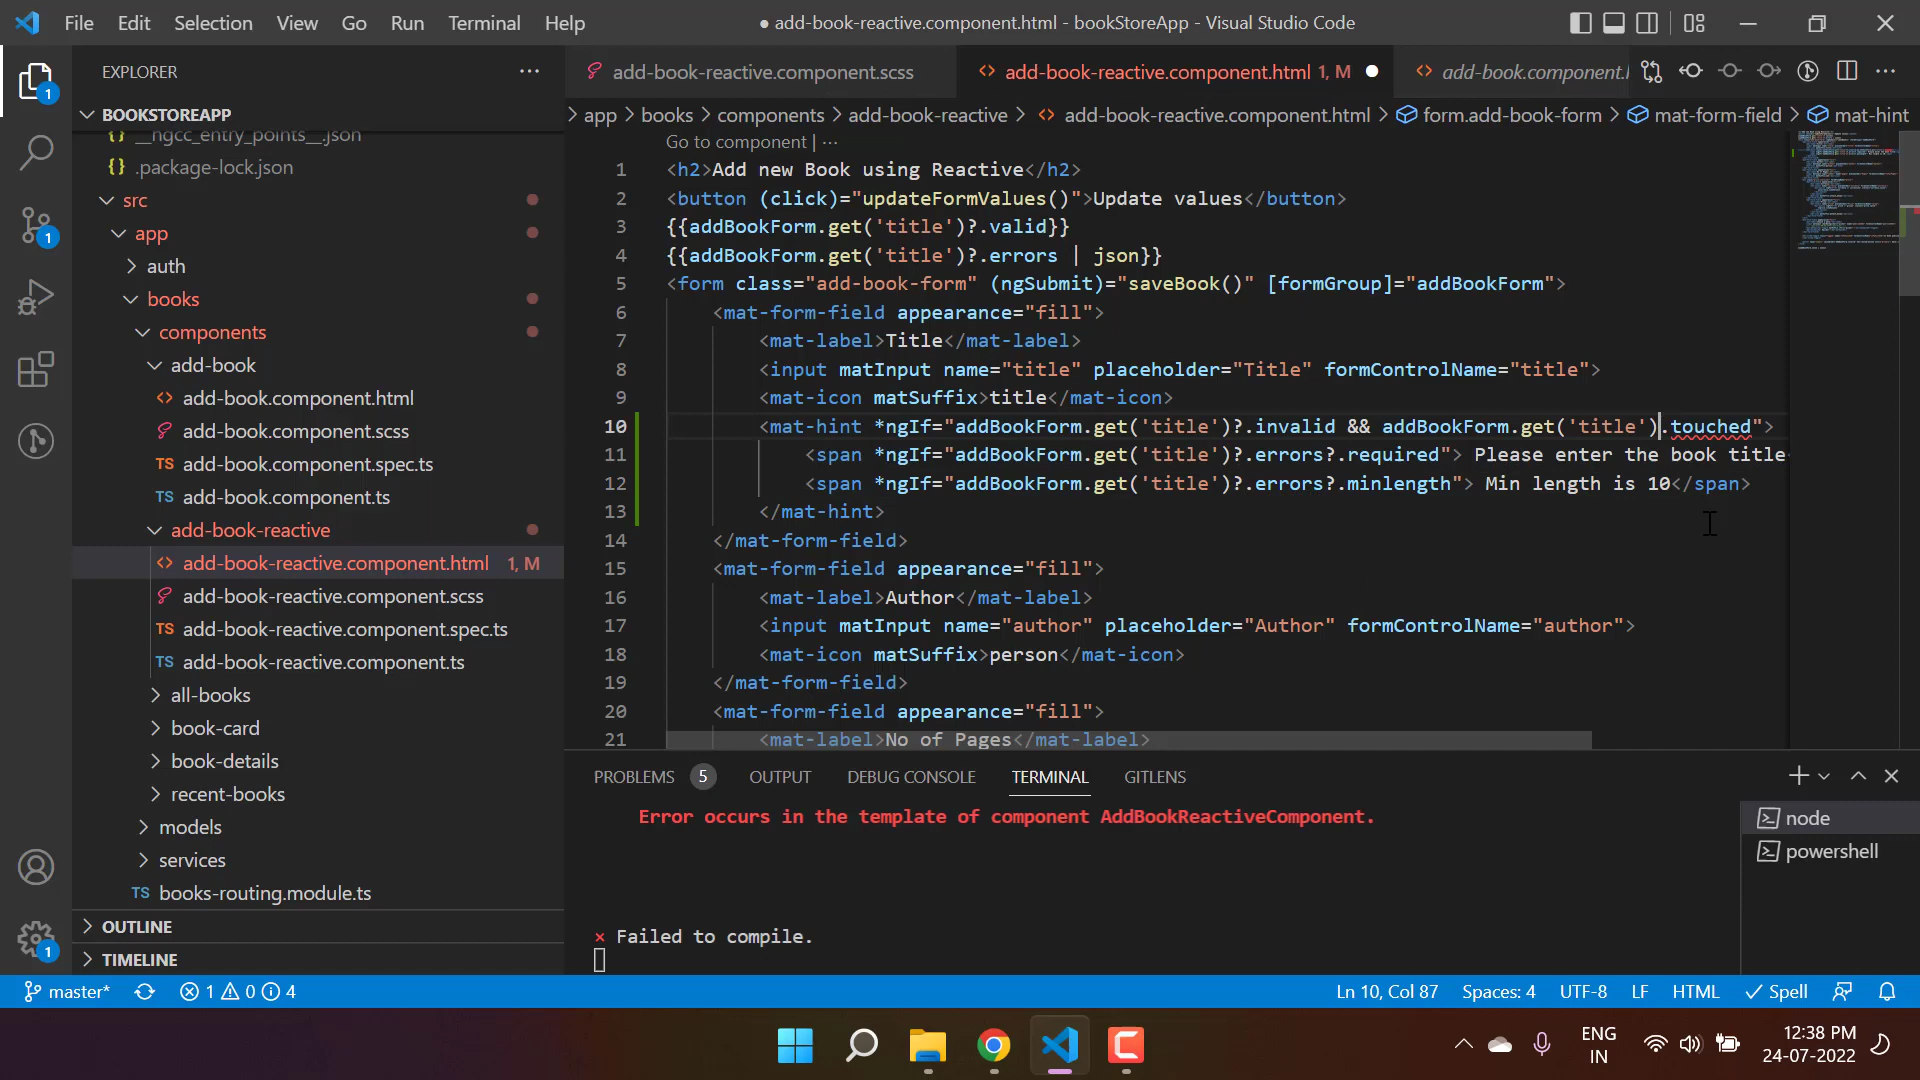 File Edit Selection View Go Run Terminal Help
● add-book-reactive.component.html - bookStoreApp - Visual Studio Code
EXPLORER
BOOKSTOREAPP
__ngcc_entry_points__.json
.package-lock.json
src
app
auth
books
components
add-book
add-book.component.html
add-book.component.scss
TS add-book.component.spec.ts
TS add-book.component.ts
add-book-reactive
add-book-reactive.component.html 1, M
add-book-reactive.component.scss
TS add-book-reactive.component.spec.ts
TS add-book-reactive.component.ts
all-books
book-card
book-details
recent-books
models
services
TS books-routing.module.ts
OUTLINE
TIMELINE
add-book-reactive.component.scss
add-book-reactive.component.html 1, M ●
add-book.component.h
> app > books > components > add-book-reactive > add-book-reactive.component.html > form.add-book-form > mat-form-field > mat-hint
Go to component | ···
1 <h2>Add new Book using Reactive</h2>
2 <button (click)="updateFormValues()">Update values</button>
3 {{addBookForm.get('title')?.valid}}
4 {{addBookForm.get('title')?.errors | json}}
5 <form class="add-book-form" (ngSubmit)="saveBook()" [formGroup]="addBookForm">
6 <mat-form-field appearance="fill">
7 <mat-label>Title</mat-label>
8 <input matInput name="title" placeholder="Title" formControlName="title">
9 <mat-icon matSuffix>title</mat-icon>
10 <mat-hint *ngIf="addBookForm.get('title')?.invalid && addBookForm.get('title').touched">
11 <span *ngIf="addBookForm.get('title')?.errors?.required"> Please enter the book title
12 <span *ngIf="addBookForm.get('title')?.errors?.minlength"> Min length is 10</span>
13 </mat-hint>
14 </mat-form-field>
15 <mat-form-field appearance="fill">
16 <mat-label>Author</mat-label>
17 <input matInput name="author" placeholder="Author" formControlName="author">
18 <mat-icon matSuffix>person</mat-icon>
19 </mat-form-field>
20 <mat-form-field appearance="fill">
21 <mat-label>No of Pages</mat-label>
PROBLEMS 5 OUTPUT DEBUG CONSOLE TERMINAL GITLENS
Error occurs in the template of component AddBookReactiveComponent.
× Failed to compile.
node
powershell
1
1
1
master* 1 0 4
Ln 10, Col 87 Spaces: 4 UTF-8 LF HTML Spell
ENG
IN
12:38 PM
24-07-2022